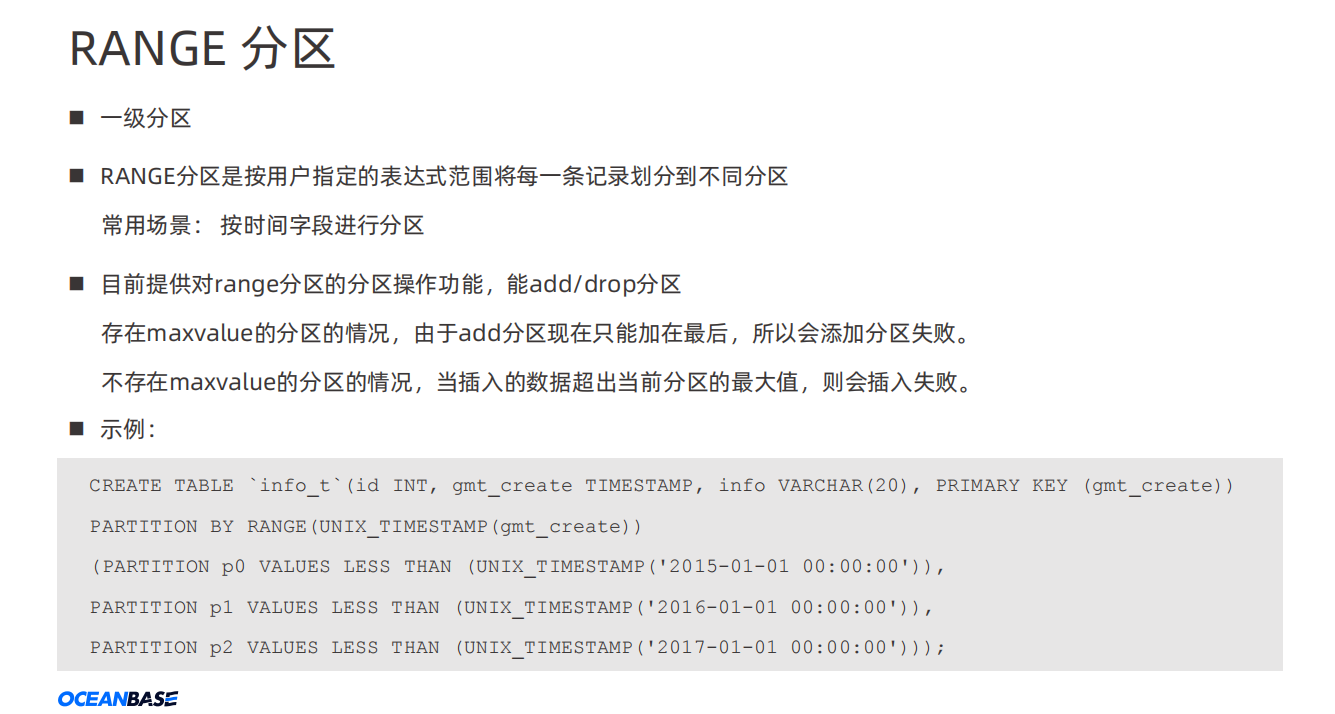 RANGE 分区
■ 一级分区
■ RANGE分区是按用户指定的表达式范围将每一条记录划分到不同分区
常用场景： 按时间字段进行分区
■ 目前提供对range分区的分区操作功能，能add/drop分区
存在maxvalue的分区的情况，由于add分区现在只能加在最后，所以会添加分区失败。
不存在maxvalue的分区的情况，当插入的数据超出当前分区的最大值，则会插入失败。
■ 示例：
CREATE TABLE `info_t`(id INT, gmt_create TIMESTAMP, info VARCHAR(20), PRIMARY KEY (gmt_create))
PARTITION BY RANGE(UNIX_TIMESTAMP(gmt_create))
(PARTITION p0 VALUES LESS THAN (UNIX_TIMESTAMP('2015-01-01 00:00:00')),
PARTITION p1 VALUES LESS THAN (UNIX_TIMESTAMP('2016-01-01 00:00:00')),
PARTITION p2 VALUES LESS THAN (UNIX_TIMESTAMP('2017-01-01 00:00:00')));
OCEANBASE